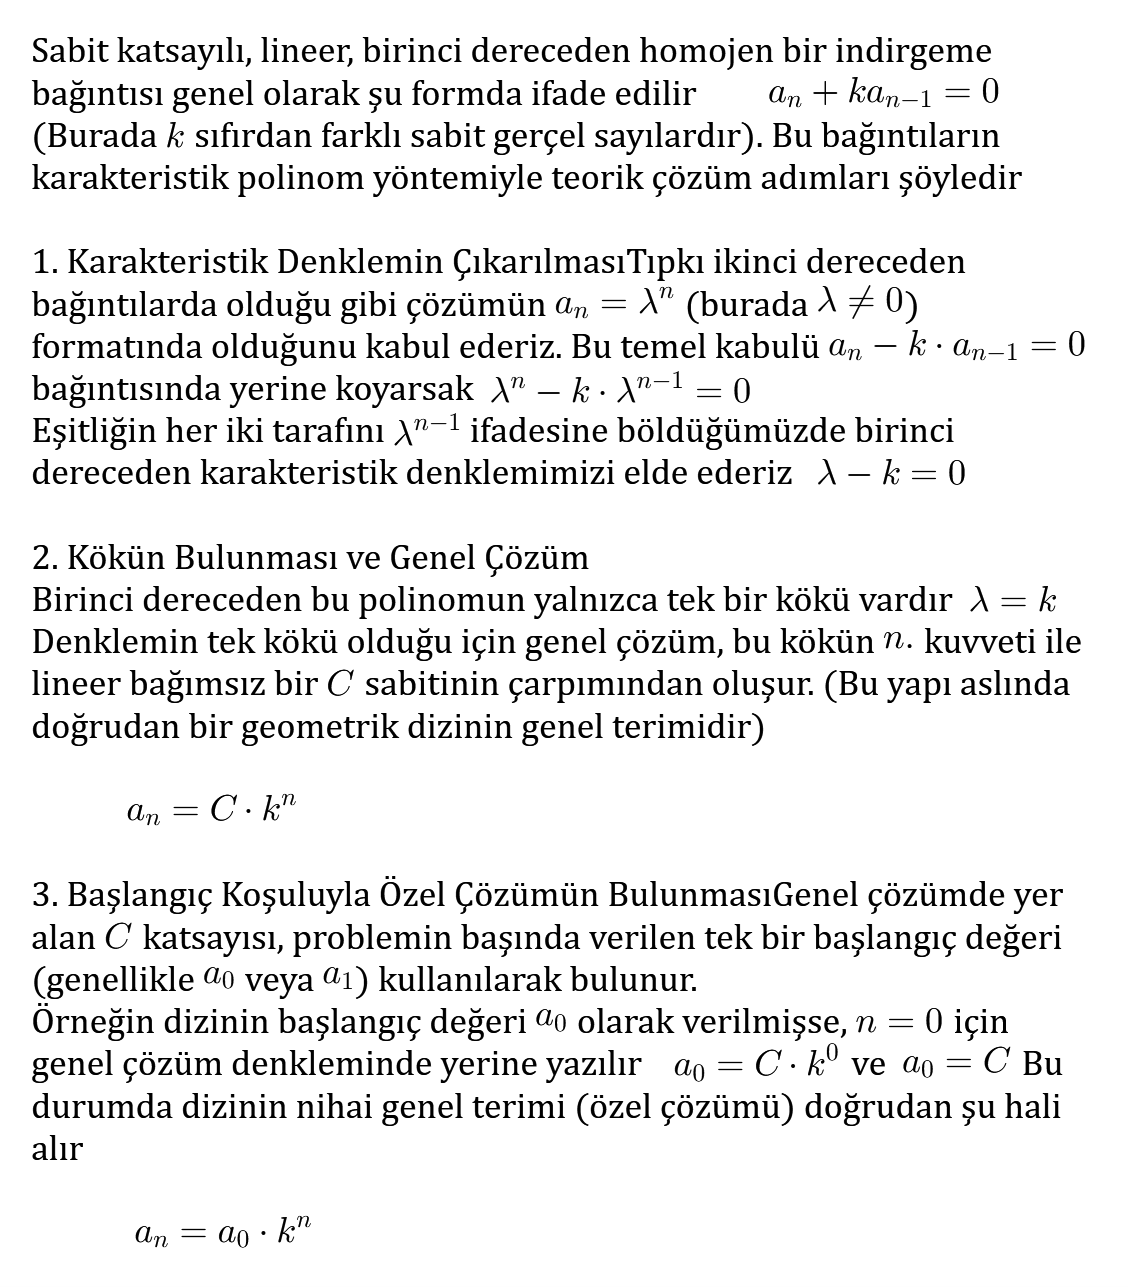 Sabit katsayılı, lineer, birinci dereceden homojen bir indirgeme
bağıntısı genel olarak şu formda ifade edilir $a_n + ka_{n-1} = 0$
(Burada $k$ sıfırdan farklı sabit gerçel sayılardır). Bu bağıntıların
karakteristik polinom yöntemiyle teorik çözüm adımları şöyledir
1. Karakteristik Denklemin ÇıkarılmasıTıpkı ikinci dereceden
bağıntılarda olduğu gibi çözümün $a_n = \lambda^n$ (burada $\lambda \neq 0$)
formatında olduğunu kabul ederiz. Bu temel kabulü $a_n - k \cdot a_{n-1} = 0$
bağıntısında yerine koyarsak $\lambda^n - k \cdot \lambda^{n-1} = 0$
Eşitliğin her iki tarafını $\lambda^{n-1}$ ifadesine böldüğümüzde birinci
dereceden karakteristik denklemimizi elde ederiz $\lambda - k = 0$
2. Kökün Bulunması ve Genel Çözüm
Birinci dereceden bu polinomun yalnızca tek bir kökü vardır $\lambda = k$
Denklemin tek kökü olduğu için genel çözüm, bu kökün $n.$ kuvveti ile
lineer bağımsız bir $C$ sabitinin çarpımından oluşur. (Bu yapı aslında
doğrudan bir geometrik dizinin genel terimidir)
$a_n = C \cdot k^n$
3. Başlangıç Koşuluyla Özel Çözümün BulunmasıGenel çözümde yer
alan $C$ katsayısı, problemin başında verilen tek bir başlangıç değeri
(genellikle $a_0$ veya $a_1$) kullanılarak bulunur.
Örneğin dizinin başlangıç değeri $a_0$ olarak verilmişse, $n = 0$ için
genel çözüm denkleminde yerine yazılır $a_0 = C \cdot k^0$ ve $a_0 = C$ Bu
durumda dizinin nihai genel terimi (özel çözümü) doğrudan şu hali
alır
$a_n = a_0 \cdot k^n$